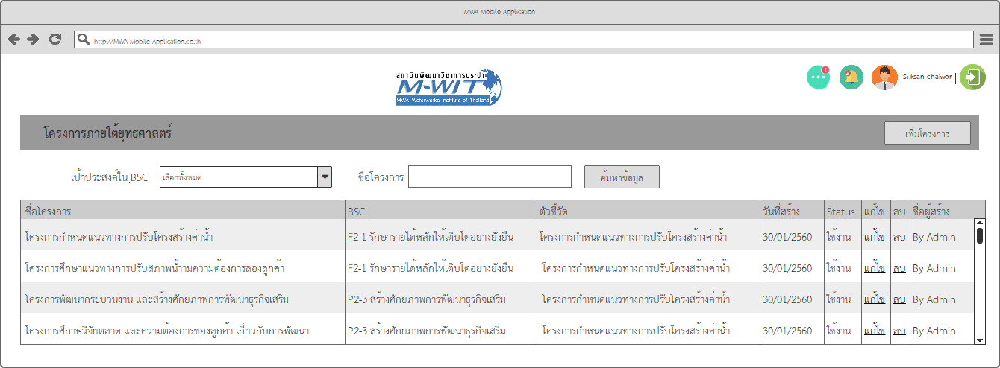 MWA Mobile Application
http://MWA Mobile Application.co.th
สถาบันพัฒนาวิชาการประปา
M-WIT
MWA Waterworks Institute of Thailand
1
3
Suksan chaiwor
โครงการภายใต้ยุทธศาสตร์
เพิ่มโครงการ
เป้าประสงค์ใน BSC เลือกทั้งหมด ชื่อโครงการ ค้นหาข้อมูล
ชื่อโครงการ BSC ตัวชี้วัด วันที่สร้าง Status แก้ไข ลบ ชื่อผู้สร้าง
โครงการกำหนดแนวทางการปรับโครงสร้างค่าน้ำ F2-1 รักษารายได้หลักให้เติบโตอย่างยั่งยืน โครงการกำหนดแนวทางการปรับโครงสร้างค่าน้ำ 30/01/2560 ใช้งาน แก้ไข ลบ By Admin
โครงการศึกษาแนวทางการปรับสภาพน้ำามความต้องการลองลูกค้า F2-1 รักษารายได้หลักให้เติบโตอย่างยั่งยืน โครงการกำหนดแนวทางการปรับโครงสร้างค่าน้ำ 30/01/2560 ใช้งาน แก้ไข ลบ By Admin
โครงการพัฒนากระบวนงาน และสร้างศักยภาพการพัฒนาธุรกิจเสริม P2-3 สร้างศักยภาพการพัฒนาธุรกิจเสริม โครงการกำหนดแนวทางการปรับโครงสร้างค่าน้ำ 30/01/2560 ใช้งาน แก้ไข ลบ By Admin
โครงการศึกาษวิจัยตลาด และความต้องการของลูกค้า เกี่ยวกับการพัฒนา P2-3 สร้างศักยภาพการพัฒนาธุรกิจเสริม โครงการกำหนดแนวทางการปรับโครงสร้างค่าน้ำ 30/01/2560 ใช้งาน แก้ไข ลบ By Admin